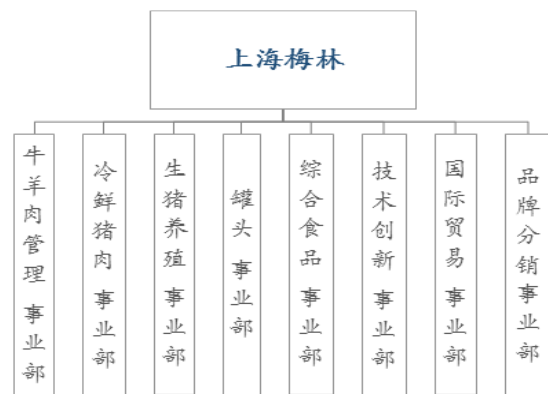 上海梅林
牛羊肉管理 事业部
冷鲜猪肉 事业部
生猪养殖 事业部
罐头 事业部
综合食品 事业部
技术创新 事业部
国际贸易 事业部
品牌分销事业部